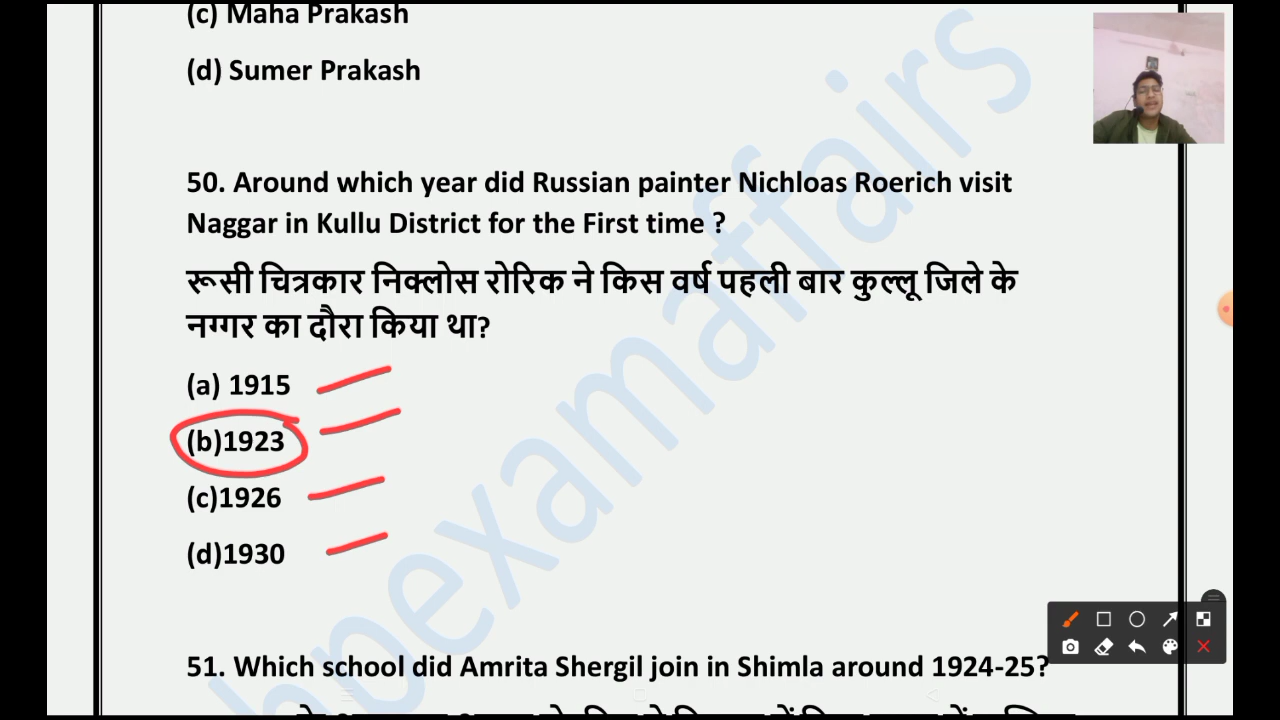 (c) Maha Prakash
(d) Sumer Prakash
50. Around which year did Russian painter Nichloas Roerich visit
Naggar in Kullu District for the First time ?
रूसी चित्रकार निक्लोस रोरिक ने किस वर्ष पहली बार कुल्लू जिले के
नग्गर का दौरा किया था?
(a) 1915
(b)1923
(c)1926
(d)1930
51. Which school did Amrita Shergil join in Shimla around 1924-25?
hpexamaffairs